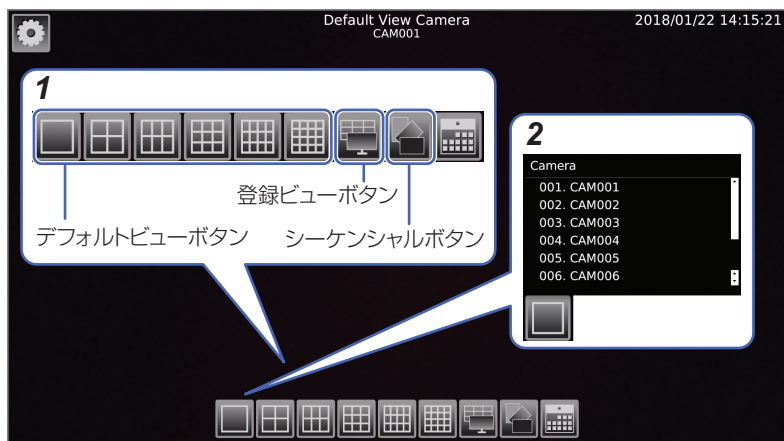 Default View Camera
CAM001
2018/01/22 14:15:21
1
登録ビューボタン
デフォルトビューボタン
シーケンシャルボタン
2
Camera
001. CAM001
002. CAM002
003. CAM003
004. CAM004
005. CAM005
006. CAM006